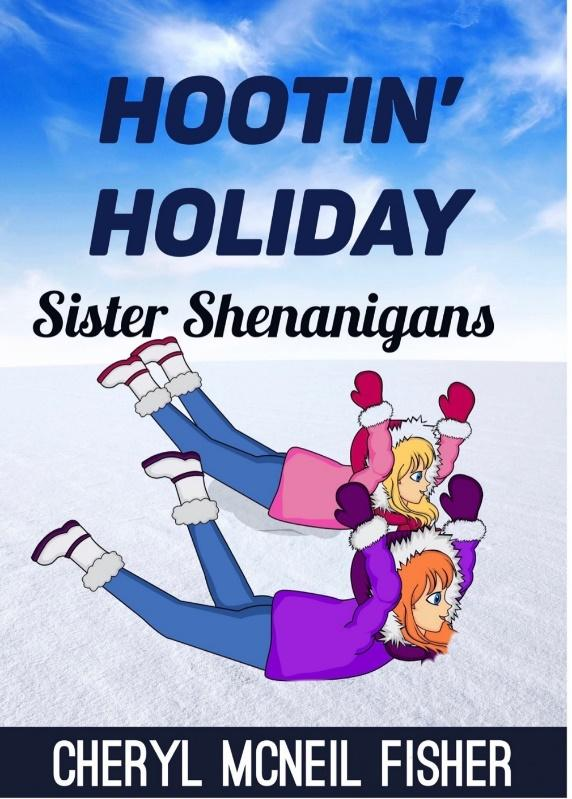 HOOTIN’
HOLIDAY
Sister Shenanigans
CHERYL MCNEIL FISHER